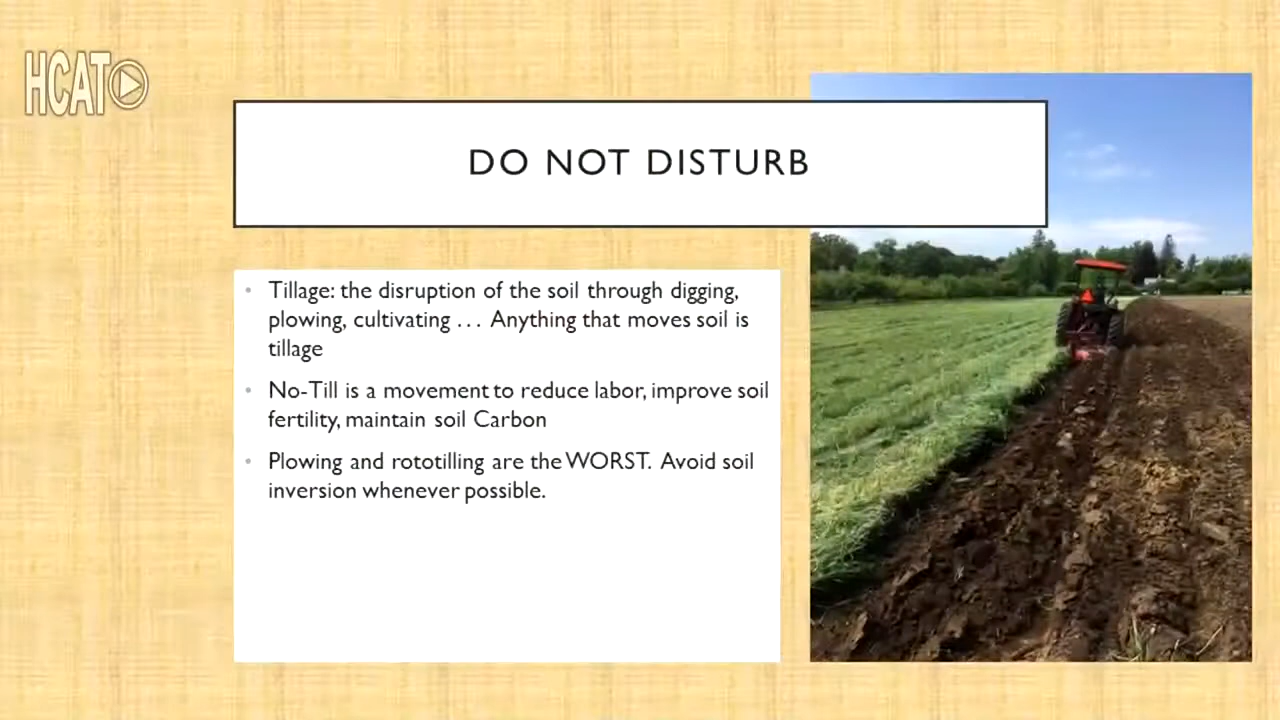 HCAT
DO NOT DISTURB
• Tillage: the disruption of the soil through digging,
plowing, cultivating … Anything that moves soil is
tillage
• No-Till is a movement to reduce labor, improve soil
fertility, maintain soil Carbon
• Plowing and rototilling are the WORST. Avoid soil
inversion whenever possible.